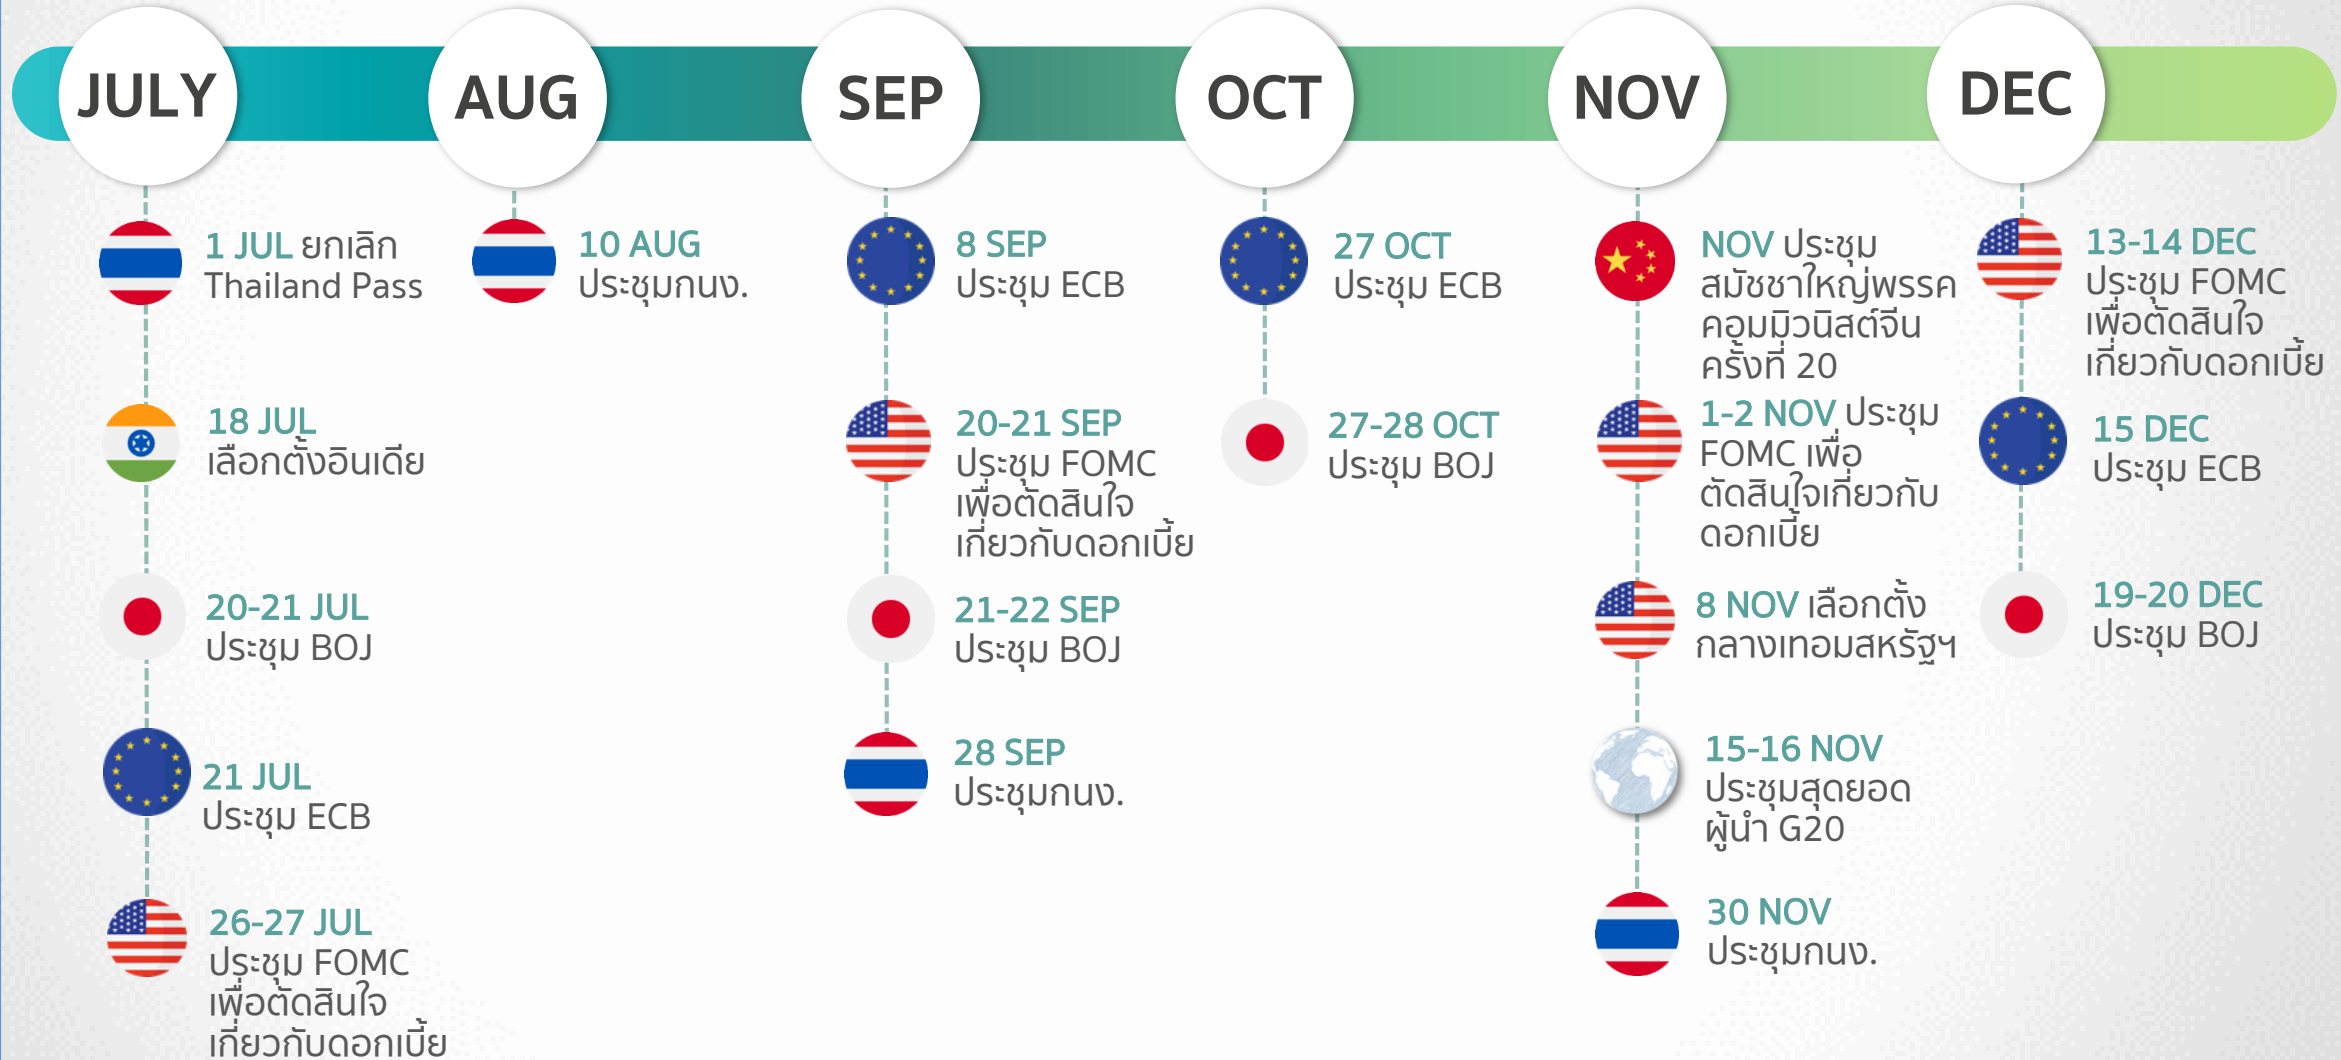 JULY
AUG
SEP
OCT
NOV
DEC
1 JUL ยกเลิก
Thailand Pass
18 JUL
เลือกตั้งอินเดีย
20-21 JUL
ประชุม BOJ
21 JUL
ประชุม ECB
26-27 JUL
ประชุม FOMC
เพื่อตัดสินใจ
เกี่ยวกับดอกเบี้ย
10 AUG
ประชุมกนง.
8 SEP
ประชุม ECB
20-21 SEP
ประชุม FOMC
เพื่อตัดสินใจ
เกี่ยวกับดอกเบี้ย
21-22 SEP
ประชุม BOJ
28 SEP
ประชุมกนง.
27 OCT
ประชุม ECB
27-28 OCT
ประชุม BOJ
NOV ประชุม
สมัชชาใหญ่พรรค
คอมมิวนิสต์จีน
ครั้งที่ 20
1-2 NOV ประชุม
FOMC เพื่อ
ตัดสินใจเกี่ยวกับ
ดอกเบี้ย
8 NOV เลือกตั้ง
กลางเทอมสหรัฐฯ
15-16 NOV
ประชุมสุดยอด
ผู้นำ G20
30 NOV
ประชุมกนง.
13-14 DEC
ประชุม FOMC
เพื่อตัดสินใจ
เกี่ยวกับดอกเบี้ย
15 DEC
ประชุม ECB
19-20 DEC
ประชุม BOJ